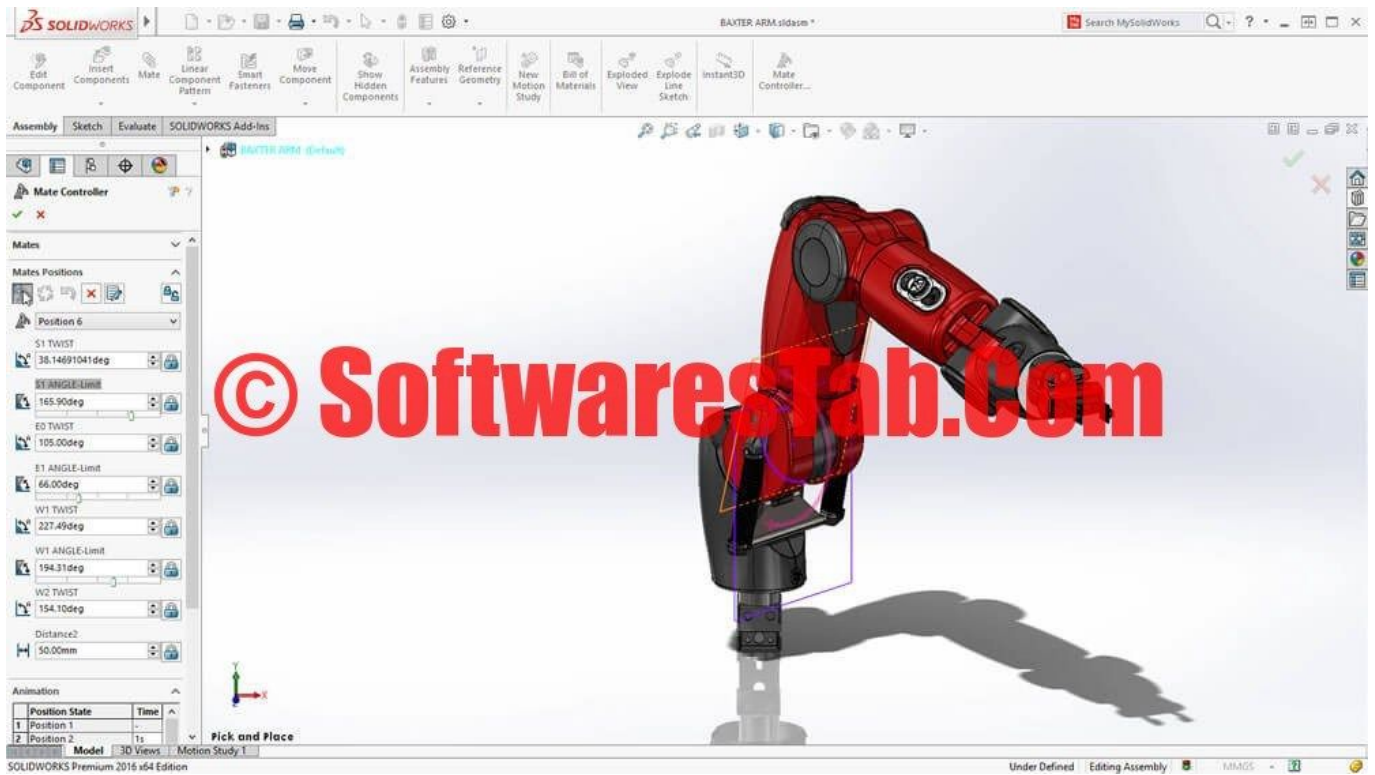 SOLIDWORKS
BAXTER ARM.sldasm *
Search MySolidWorks
?
Edit Component
Insert Components
Mate
Linear Component Pattern
Smart Fasteners
Move Component
Show Hidden Components
Assembly Features
Reference Geometry
New Motion Study
Bill of Materials
Exploded View
Explode Line Sketch
Instant3D
Mate Controller...
Assembly Sketch Evaluate SOLIDWORKS Add-Ins
BAXTER ARM (Default)
Mate Controller
Mates
Mates Positions
Position 6
S1 TWIST
38.14691041deg
S1 ANGLE-Limit
165.90deg
E0 TWIST
105.00deg
E1 ANGLE-Limit
66.00deg
W1 TWIST
227.49deg
W1 ANGLE-Limit
194.31deg
W2 TWIST
154.10deg
Distance2
50.00mm
Animation
Position State Time
1 Position 1 -
2 Position 2 1s
© SoftwaresTab.Com
Y
X
Pick and Place
Model 3D Views Motion Study 1
SOLIDWORKS Premium 2016 x64 Edition
Under Defined Editing Assembly MMGS